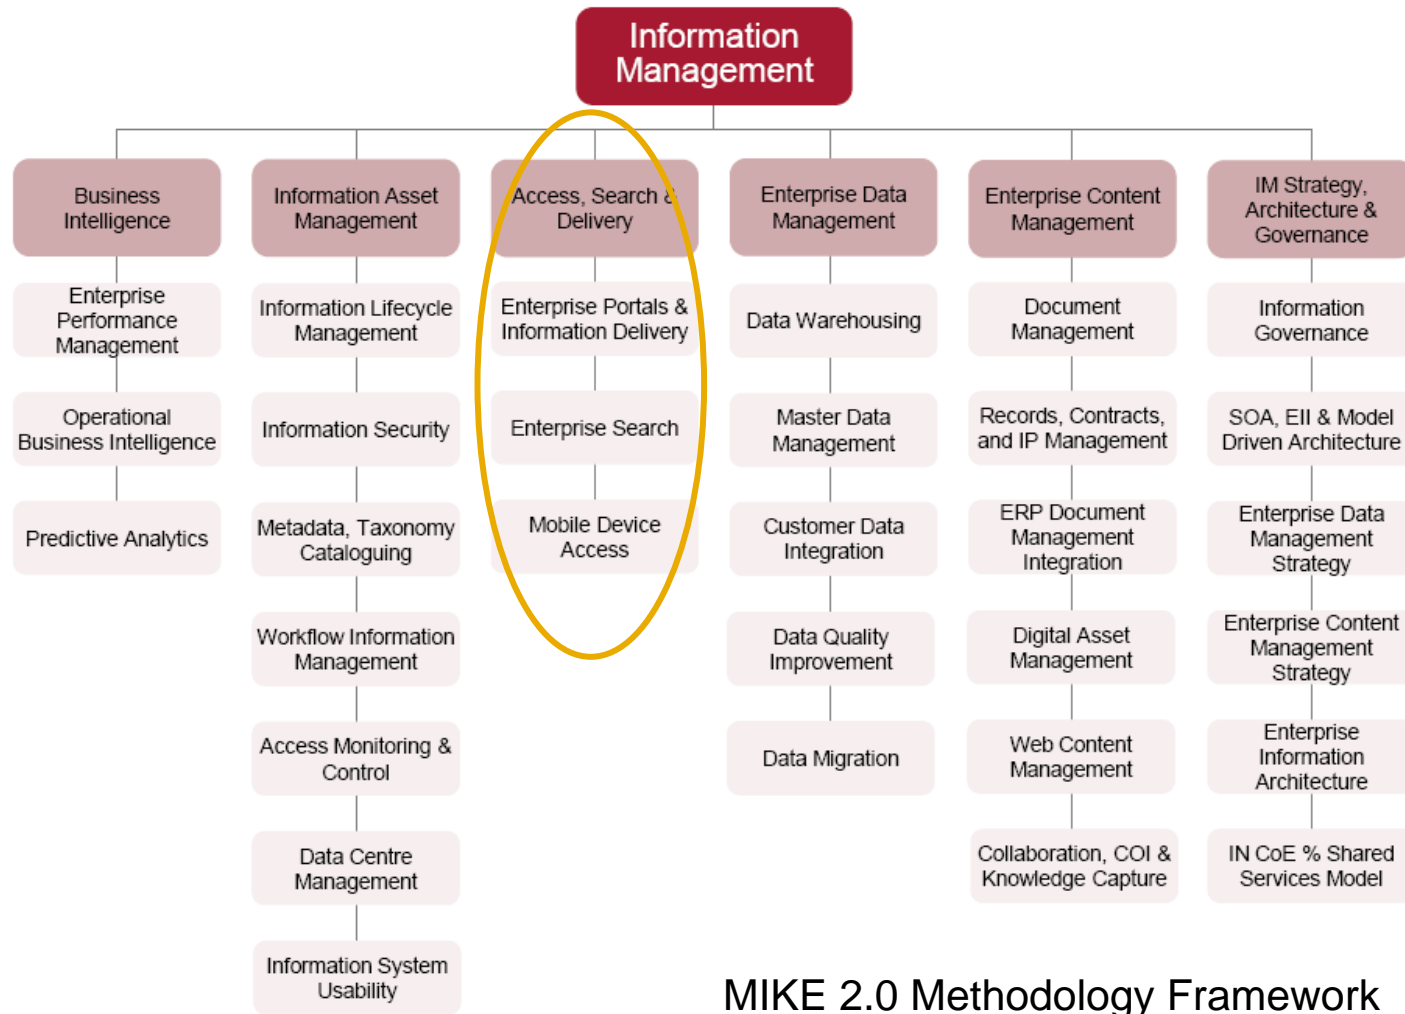 Information
Management
Business
Intelligence
Enterprise
Performance
Management
Operational
Business Intelligence
Predictive Analytics
Information Asset
Management
Information Lifecycle
Management
Information Security
Metadata, Taxonomy
Cataloguing
Workflow Information
Management
Access Monitoring &
Control
Data Centre
Management
Information System
Usability
Access, Search &
Delivery
Enterprise Portals &
Information Delivery
Enterprise Search
Mobile Device
Access
Enterprise Data
Management
Data Warehousing
Master Data
Management
Customer Data
Integration
Data Quality
Improvement
Data Migration
Enterprise Content
Management
Document
Management
Records, Contracts,
and IP Management
ERP Document
Management
Integration
Digital Asset
Management
Web Content
Management
Collaboration, COI &
Knowledge Capture
IM Strategy,
Architecture &
Governance
Information
Governance
SOA, EII & Model
Driven Architecture
Enterprise Data
Management
Strategy
Enterprise Content
Management
Strategy
Enterprise
Information
Architecture
IN CoE % Shared
Services Model
MIKE 2.0 Methodology Framework